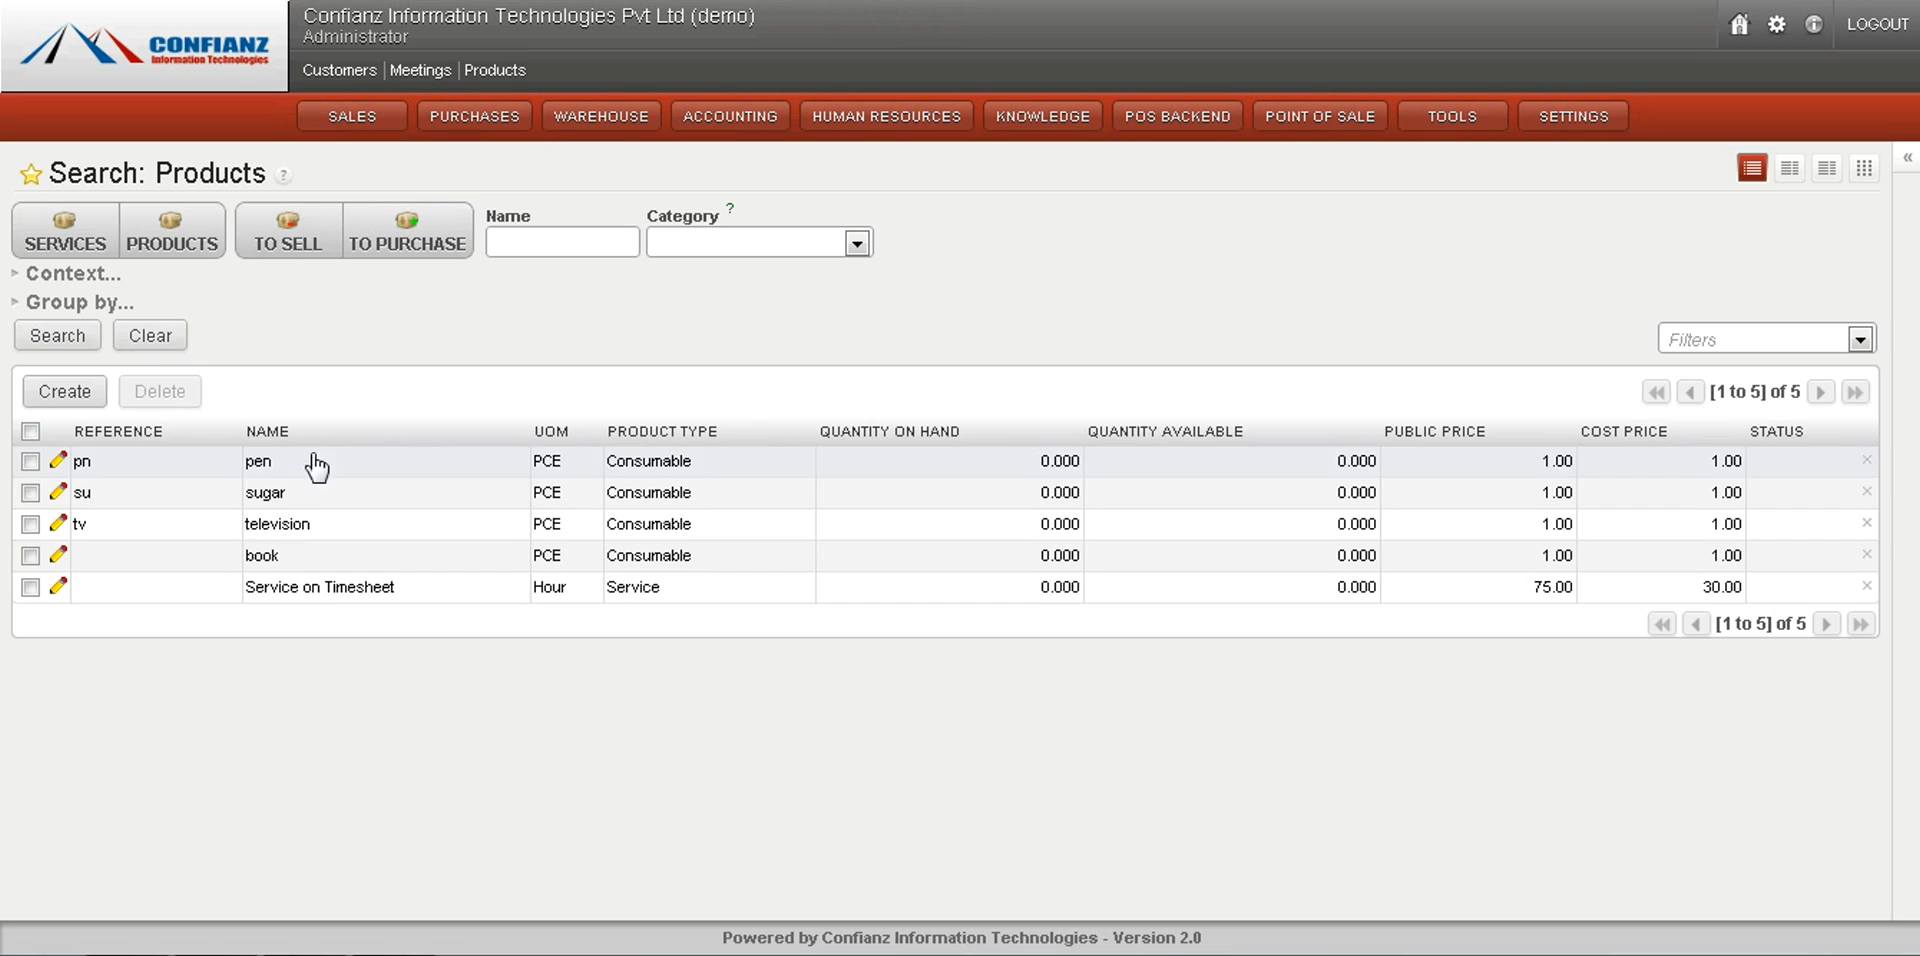 CONFIANZ
Information Technologies
Confianz Information Technologies Pvt Ltd (demo)
Administrator
Customers Meetings Products
LOGOUT
SALES PURCHASES WAREHOUSE ACCOUNTING HUMAN RESOURCES KNOWLEDGE POS BACKEND POINT OF SALE TOOLS SETTINGS
Search: Products ?
SERVICES PRODUCTS TO SELL TO PURCHASE
Name Category ?
Context...
Group by...
Search Clear
Filters
Create Delete
[1 to 5] of 5
REFERENCE NAME UOM PRODUCT TYPE QUANTITY ON HAND QUANTITY AVAILABLE PUBLIC PRICE COST PRICE STATUS
pn pen PCE Consumable 0.000 0.000 1.00 1.00
su sugar PCE Consumable 0.000 0.000 1.00 1.00
tv television PCE Consumable 0.000 0.000 1.00 1.00
book PCE Consumable 0.000 0.000 1.00 1.00
Service on Timesheet Hour Service 0.000 0.000 75.00 30.00
[1 to 5] of 5
Powered by Confianz Information Technologies - Version 2.0